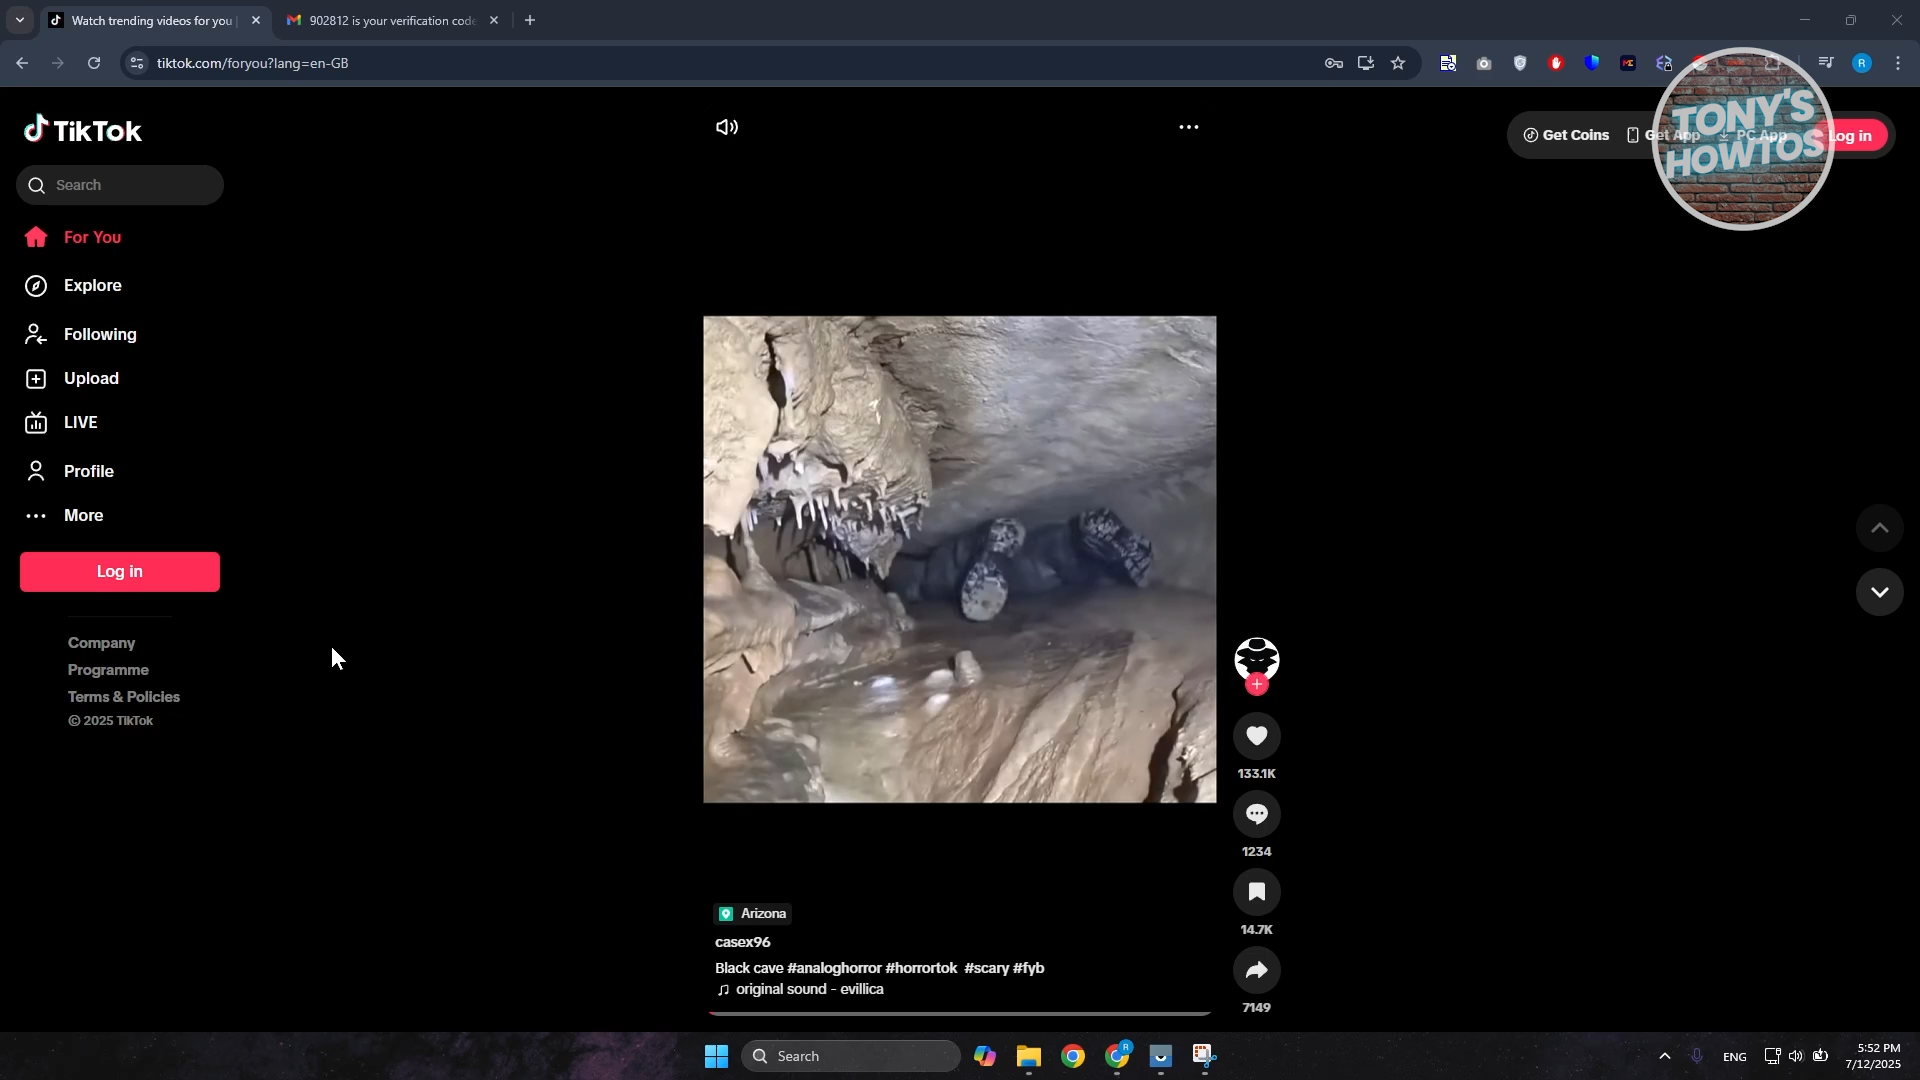 Watch trending videos for you |
902812 is your verification code
tiktok.com/foryou?lang=en-GB
R
TikTok
Search
For You
Explore
Following
Upload
LIVE
Profile
More
Log in
Company
Programme
Terms & Policies
© 2025 TikTok
Get Coins
Get App
PC App
Log in
TONY'S
HOWTOS
133.1K
1234
14.7K
7149
Arizona
casex96
Black cave #analoghorror #horrortok #scary #fyb
original sound - evillica
Search
R
ENG
5:52 PM
7/12/2025